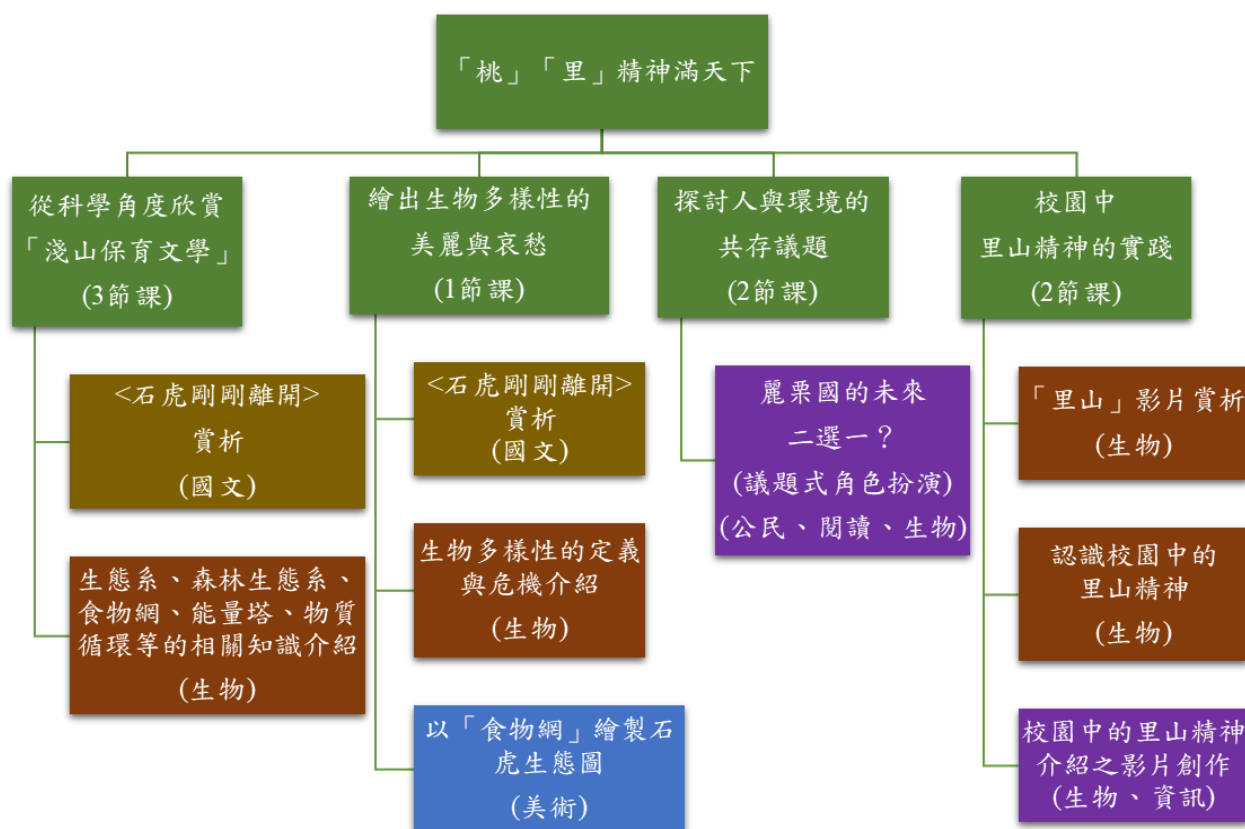 「桃」「里」精神滿天下
從科學角度欣賞
「淺山保育文學」
(3節課)
<石虎剛剛離開>
賞析
(國文)
生態系、森林生態系、
食物網、能量塔、物質
循環等的相關知識介紹
(生物)
繪出生物多樣性的
美麗與哀愁
(1節課)
<石虎剛剛離開>
賞析
(國文)
生物多樣性的定義
與危機介紹
(生物)
以「食物網」繪製石
虎生態圖
(美術)
探討人與環境的
共存議題
(2節課)
麗栗國的未來
二選一？
(議題式角色扮演)
(公民、閱讀、生物)
校園中
里山精神的實踐
(2節課)
「里山」影片賞析
(生物)
認識校園中的
里山精神
(生物)
校園中的里山精神
介紹之影片創作
(生物、資訊)